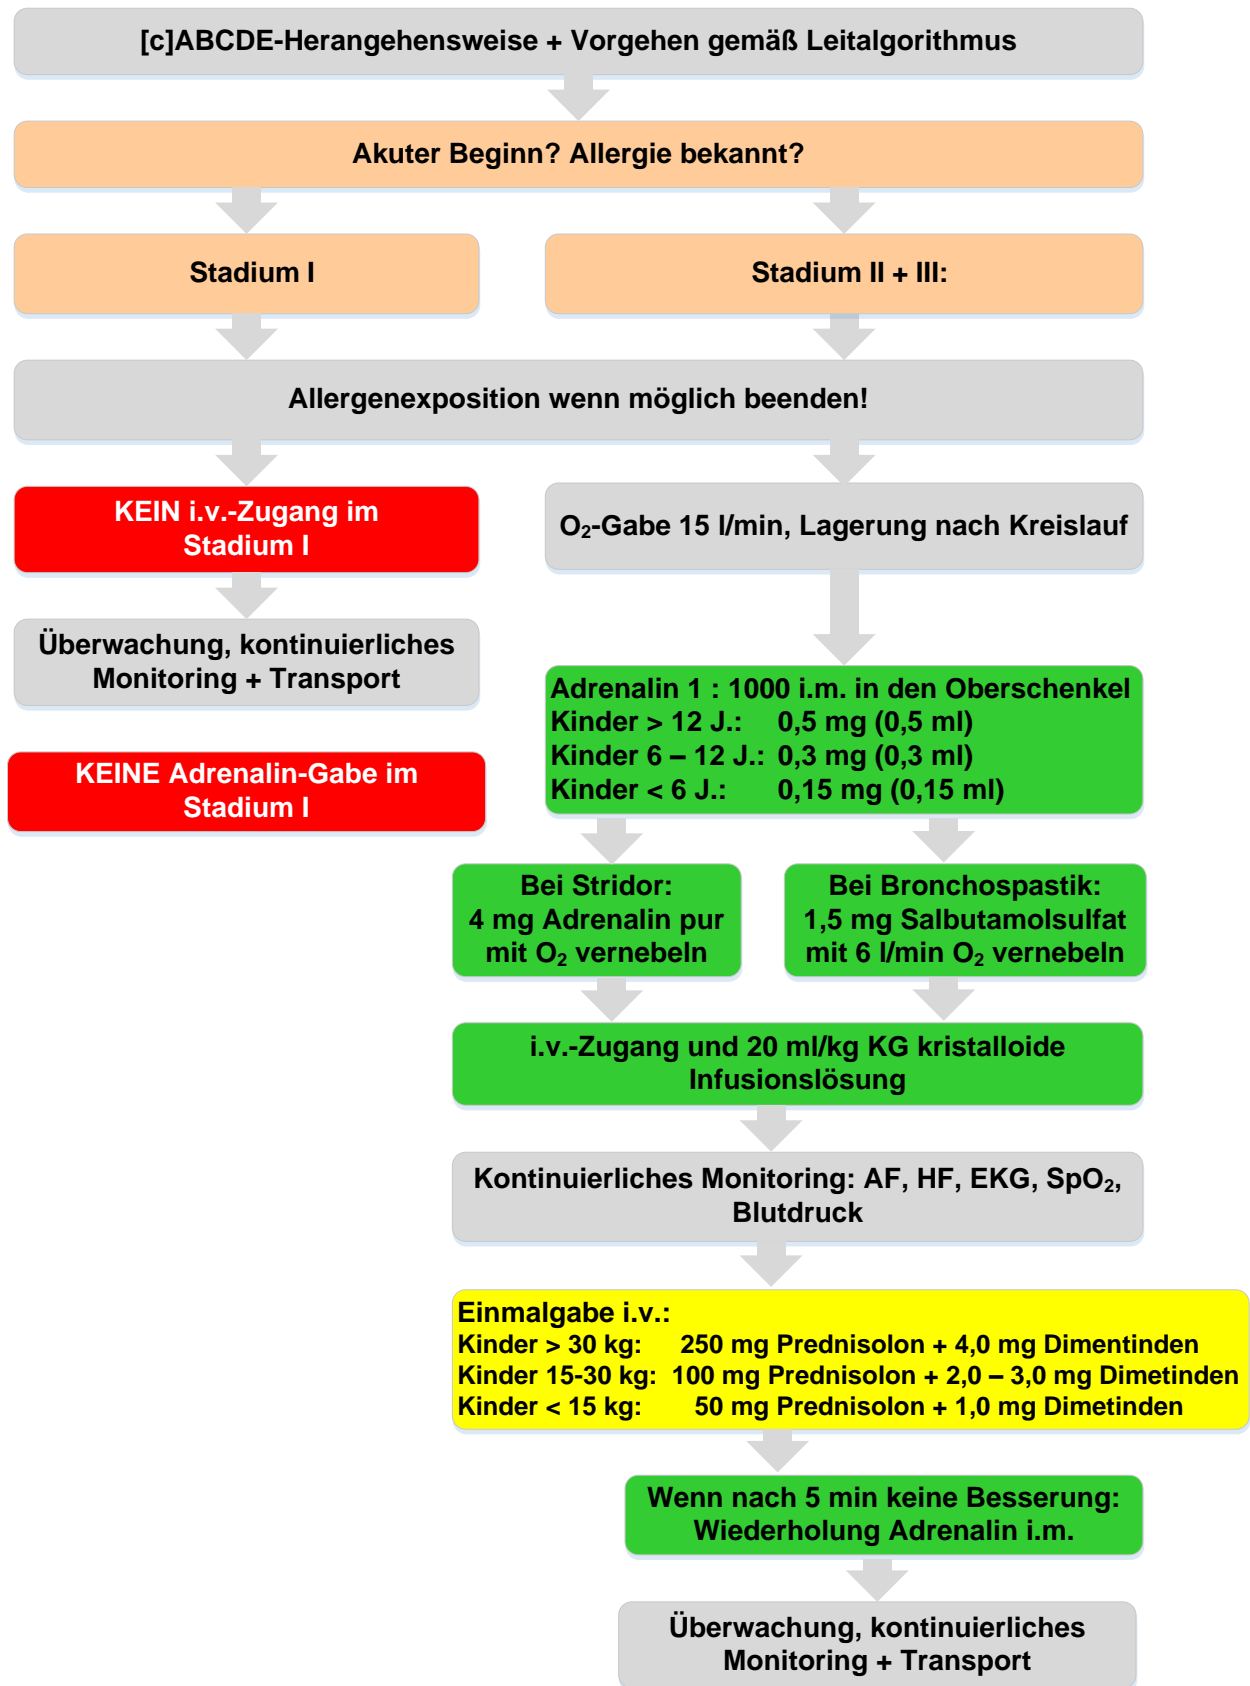 [c]ABCDE-Herangehensweise + Vorgehen gemäß Leitalgorithmus
Akuter Beginn? Allergie bekannt?
Stadium I
Stadium II + III:
Allergenexposition wenn möglich beenden!
KEIN i.v.-Zugang im
Stadium I
O₂-Gabe 15 l/min, Lagerung nach Kreislauf
Überwachung, kontinuierliches
Monitoring + Transport
KEINE Adrenalin-Gabe im
Stadium I
Adrenalin 1 : 1000 i.m. in den Oberschenkel
Kinder > 12 J.: 0,5 mg (0,5 ml)
Kinder 6 – 12 J.: 0,3 mg (0,3 ml)
Kinder < 6 J.: 0,15 mg (0,15 ml)
Bei Stridor:
4 mg Adrenalin pur
mit O₂ vernebeln
Bei Bronchospastik:
1,5 mg Salbutamolsulfat
mit 6 l/min O₂ vernebeln
i.v.-Zugang und 20 ml/kg KG kristalloide
Infusionslösung
Kontinuierliches Monitoring: AF, HF, EKG, SpO₂,
Blutdruck
Einmalgabe i.v.:
Kinder > 30 kg: 250 mg Prednisolon + 4,0 mg Dimentinden
Kinder 15-30 kg: 100 mg Prednisolon + 2,0 – 3,0 mg Dimetinden
Kinder < 15 kg: 50 mg Prednisolon + 1,0 mg Dimetinden
Wenn nach 5 min keine Besserung:
Wiederholung Adrenalin i.m.
Überwachung, kontinuierliches
Monitoring + Transport